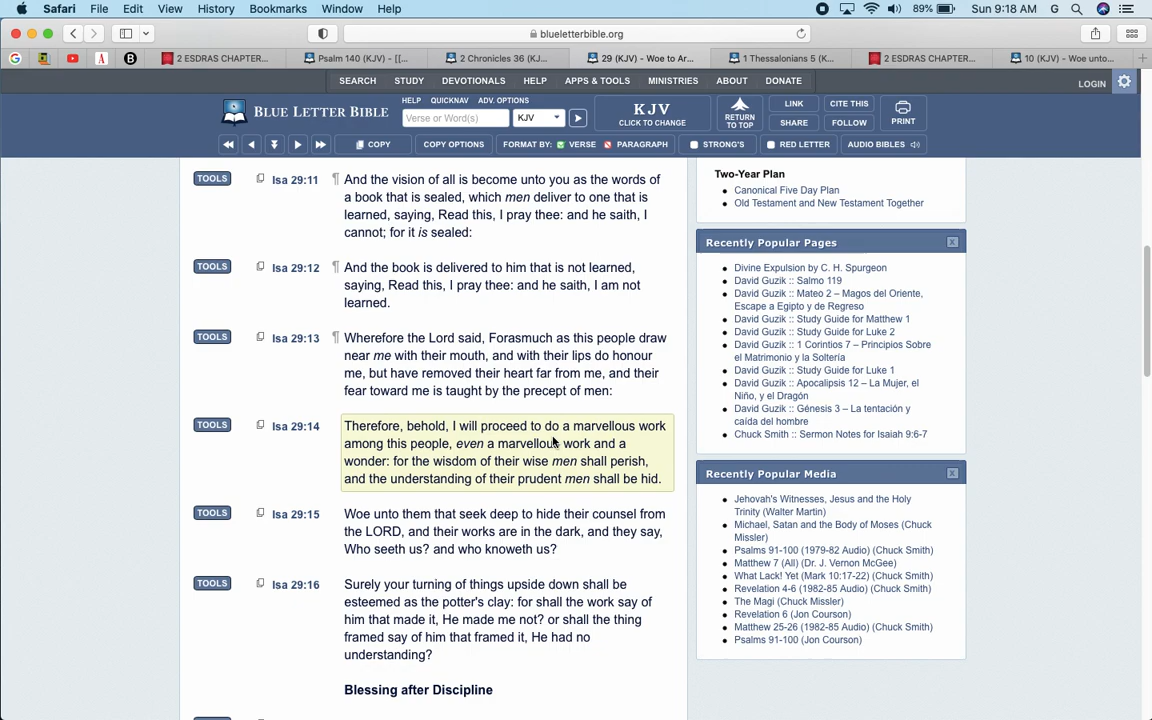 Safari File Edit View History Bookmarks Window Help 89% Sun 9:18 AM G
blueletterbible.org
2 ESDRAS CHAPTER... Psalm 140 (KJV) - [[... 2 Chronicles 36 (KJ... 29 (KJV) - Woe to Ar... 1 Thessalonians 5 (K... 2 ESDRAS CHAPTER... 10 (KJV) - Woe unto...
SEARCH STUDY DEVOTIONALS HELP APPS & TOOLS MINISTRIES ABOUT DONATE LOGIN
BLUE LETTER BIBLE
HELP QUICKNAV ADV. OPTIONS
Verse or Word(s) KJV
KJV
CLICK TO CHANGE
RETURN
TO TOP
LINK CITE THIS
SHARE FOLLOW
PRINT
COPY COPY OPTIONS FORMAT BY: VERSE PARAGRAPH STRONG'S RED LETTER AUDIO BIBLES
TOOLS Isa 29:11 ¶ And the vision of all is become unto you as the words of
a book that is sealed, which men deliver to one that is
learned, saying, Read this, I pray thee: and he saith, I
cannot; for it is sealed:
TOOLS Isa 29:12 ¶ And the book is delivered to him that is not learned,
saying, Read this, I pray thee: and he saith, I am not
learned.
TOOLS Isa 29:13 ¶ Wherefore the Lord said, Forasmuch as this people draw
near me with their mouth, and with their lips do honour
me, but have removed their heart far from me, and their
fear toward me is taught by the precept of men:
TOOLS Isa 29:14 Therefore, behold, I will proceed to do a marvellous work
among this people, even a marvellous work and a
wonder: for the wisdom of their wise men shall perish,
and the understanding of their prudent men shall be hid.
TOOLS Isa 29:15 Woe unto them that seek deep to hide their counsel from
the LORD, and their works are in the dark, and they say,
Who seeth us? and who knoweth us?
TOOLS Isa 29:16 Surely your turning of things upside down shall be
esteemed as the potter's clay: for shall the work say of
him that made it, He made me not? or shall the thing
framed say of him that framed it, He had no
understanding?
Blessing after Discipline
Two-Year Plan
Canonical Five Day Plan
Old Testament and New Testament Together
Recently Popular Pages
Divine Expulsion by C. H. Spurgeon
David Guzik :: Salmo 119
David Guzik :: Mateo 2 – Magos del Oriente,
Escape a Egipto y de Regreso
David Guzik :: Study Guide for Matthew 1
David Guzik :: Study Guide for Luke 2
David Guzik :: 1 Corintios 7 – Principios Sobre
el Matrimonio y la Soltería
David Guzik :: Study Guide for Luke 1
David Guzik :: Apocalipsis 12 – La Mujer, el
Niño, y el Dragón
David Guzik :: Génesis 3 – La tentación y
caída del hombre
Chuck Smith :: Sermon Notes for Isaiah 9:6-7
Recently Popular Media
Jehovah's Witnesses, Jesus and the Holy
Trinity (Walter Martin)
Michael, Satan and the Body of Moses (Chuck
Missler)
Psalms 91-100 (1979-82 Audio) (Chuck Smith)
Matthew 7 (All) (Dr. J. Vernon McGee)
What Lack! Yet (Mark 10:17-22) (Chuck Smith)
Revelation 4-6 (1982-85 Audio) (Chuck Smith)
The Magi (Chuck Missler)
Revelation 6 (Jon Courson)
Matthew 25-26 (1982-85 Audio) (Chuck Smith)
Psalms 91-100 (Jon Courson)